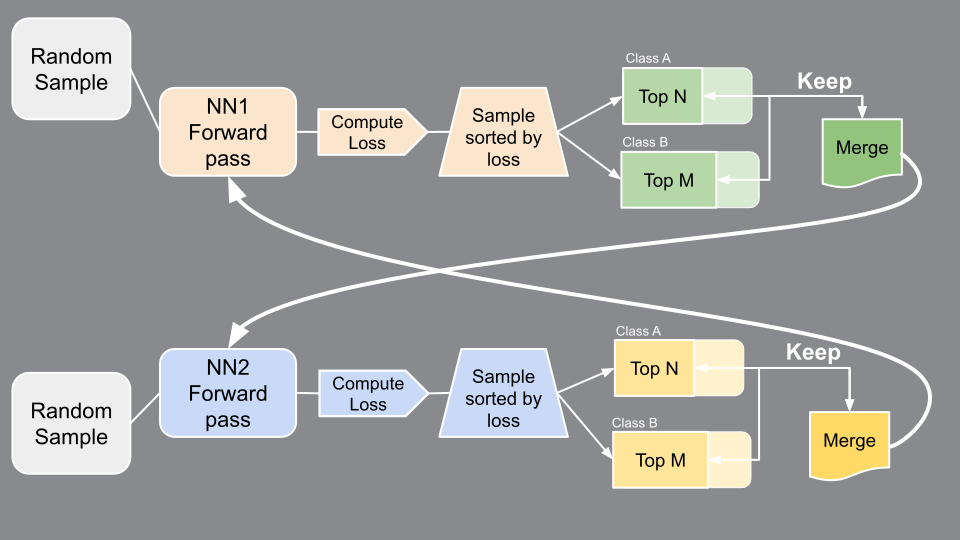 Random
Sample
NN1
Forward
pass
Compute
Loss
Sample
sorted by
loss
Class A
Top N
Class B
Top M
Keep
Merge
Random
Sample
NN2
Forward
pass
Compute
Loss
Sample
sorted by
loss
Class A
Top N
Class B
Top M
Keep
Merge